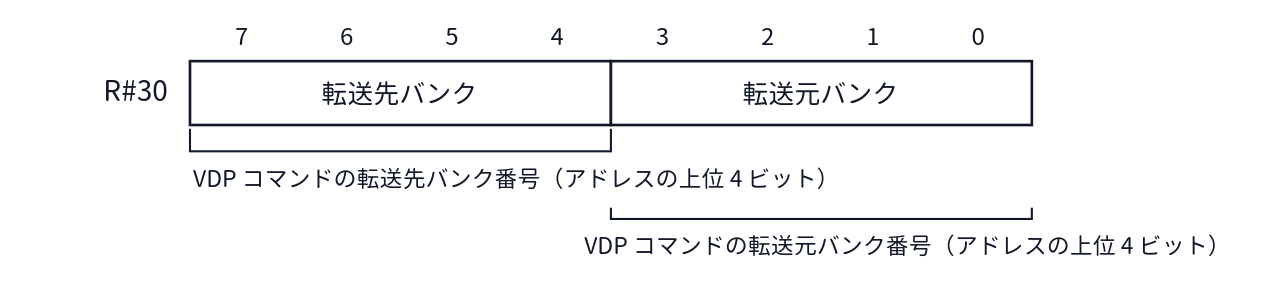 7 6 5 4 3 2 1 0
R#30 転送先バンク 転送元バンク
VDP コマンドの転送先バンク番号（アドレスの上位 4 ビット）
VDP コマンドの転送元バンク番号（アドレスの上位 4 ビット）